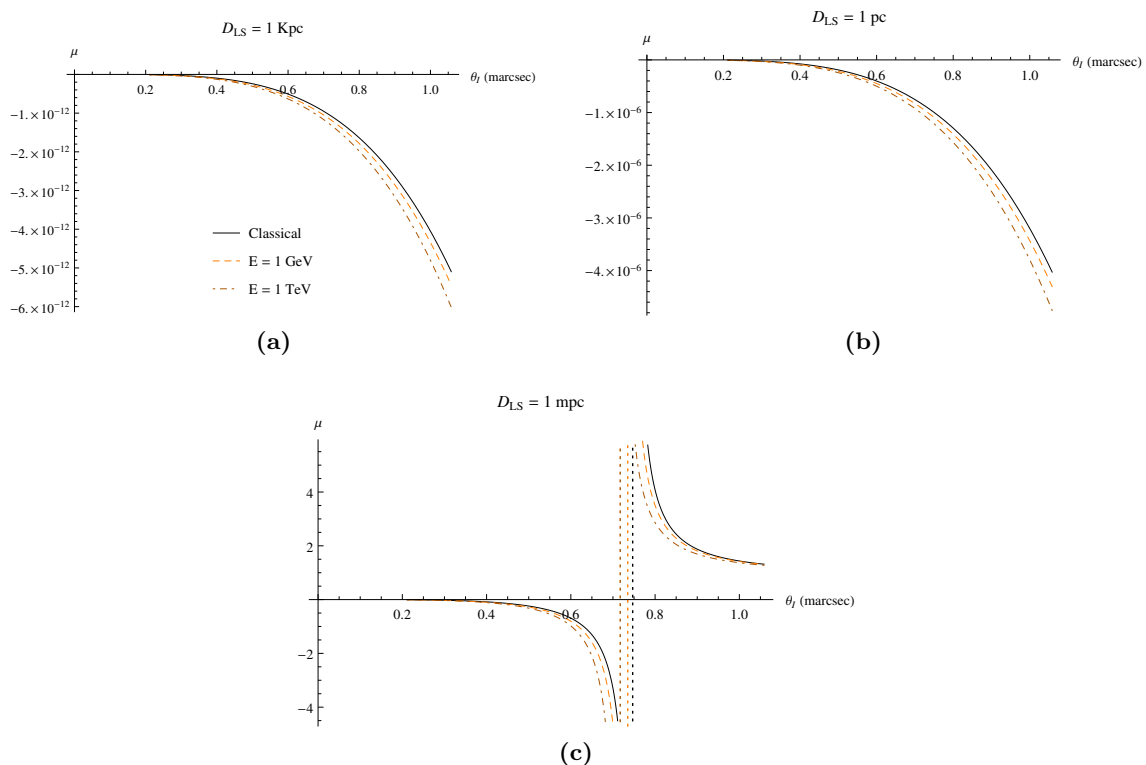 D_LS = 1 Kpc
μ
θ_I (marcsec)
0.2 0.4 0.6 0.8 1.0
-1.×10^-12
-2.×10^-12
-3.×10^-12
-4.×10^-12
-5.×10^-12
-6.×10^-12
Classical
E = 1 GeV
E = 1 TeV
(a)
D_LS = 1 pc
μ
θ_I (marcsec)
0.2 0.4 0.6 0.8 1.0
-1.×10^-6
-2.×10^-6
-3.×10^-6
-4.×10^-6
(b)
D_LS = 1 mpc
μ
4
2
θ_I (marcsec)
0.2 0.4 0.6 0.8 1.0
-2
-4
(c)